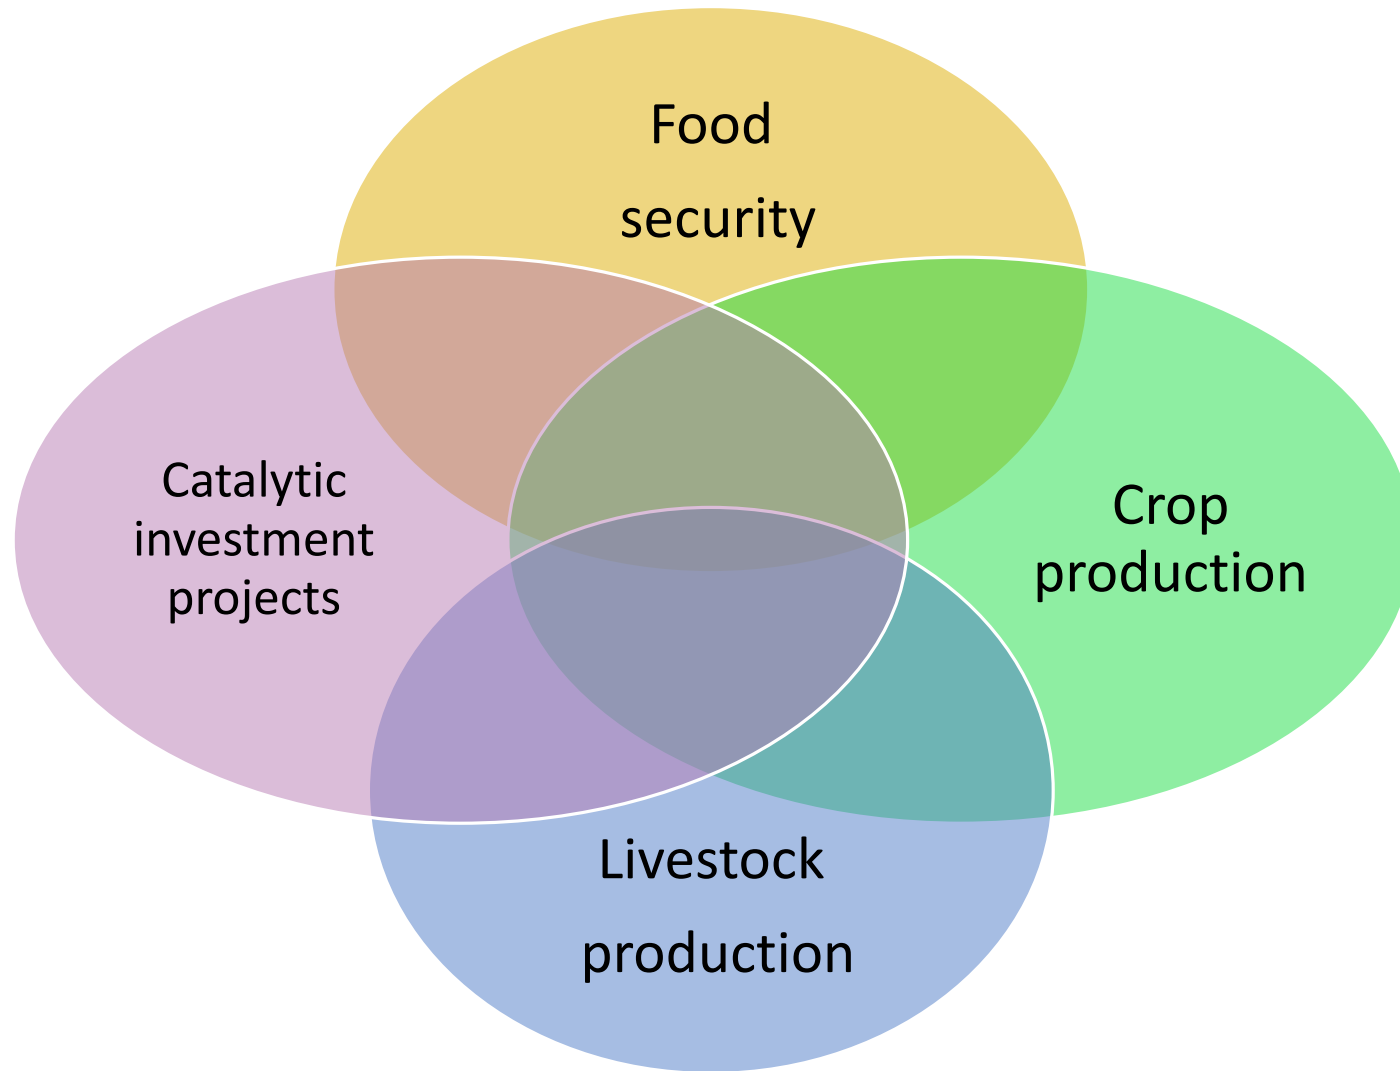 Food
security
Catalytic
investment
projects
Crop
production
Livestock
production